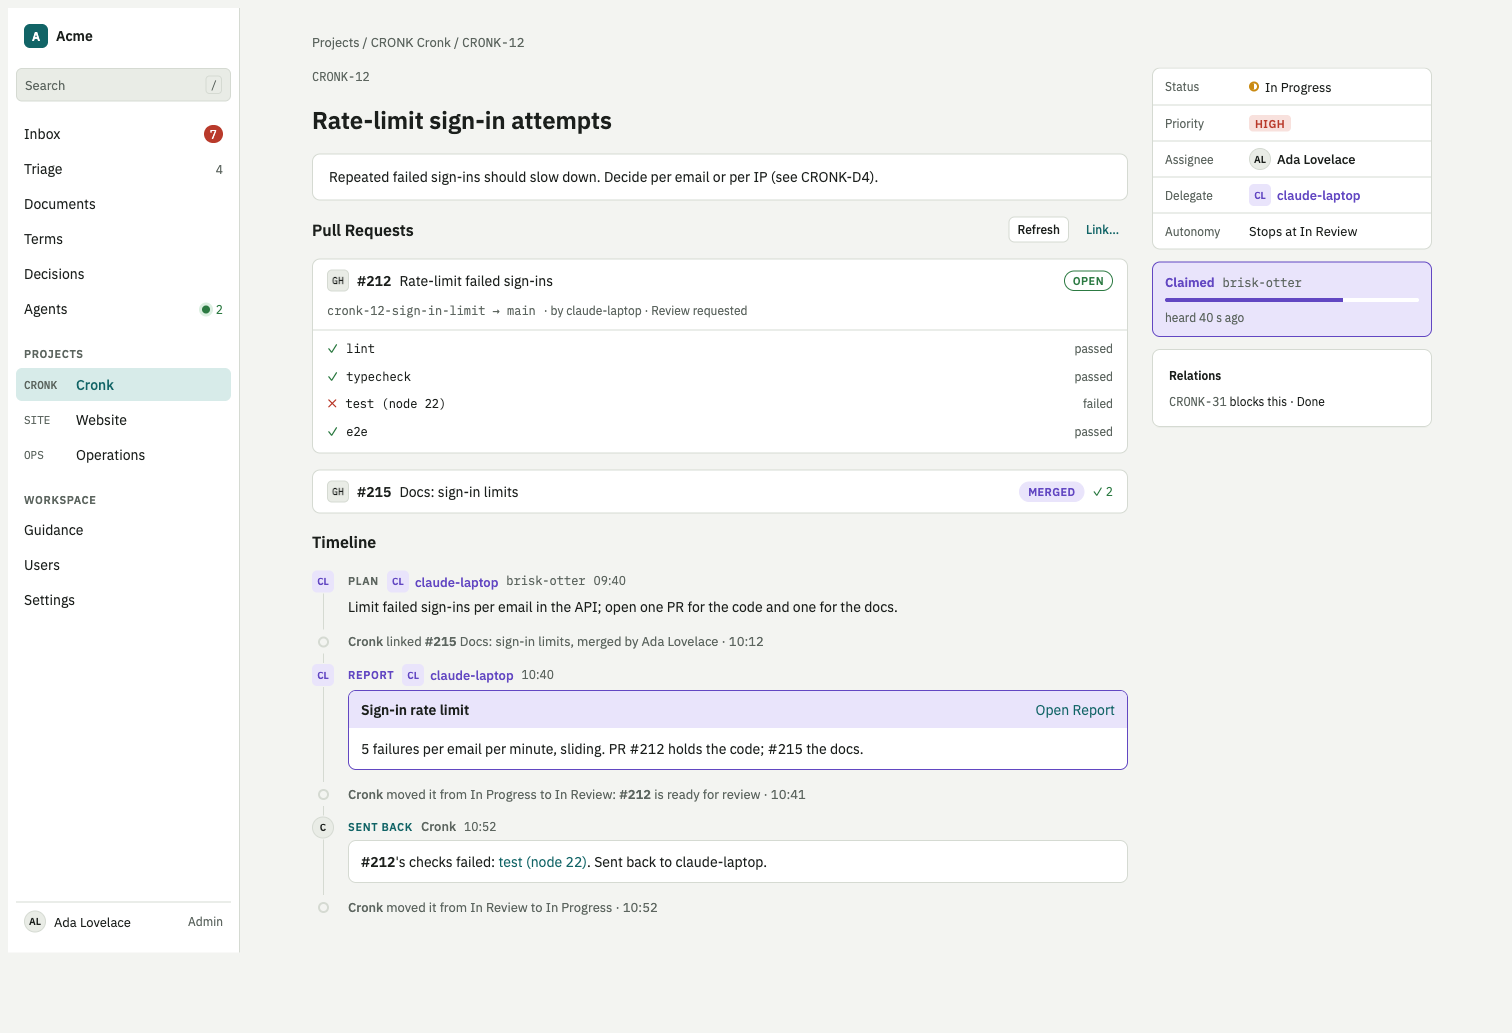 A Acme
Search /
Inbox 7
Triage 4
Documents
Terms
Decisions
Agents 2
PROJECTS
CRONK Cronk
SITE Website
OPS Operations
WORKSPACE
Guidance
Users
Settings
AL Ada Lovelace Admin
Projects / CRONK Cronk / CRONK-12
CRONK-12
Rate-limit sign-in attempts
Repeated failed sign-ins should slow down. Decide per email or per IP (see CRONK-D4).
Pull Requests Refresh Link...
GH #212 Rate-limit failed sign-ins OPEN
cronk-12-sign-in-limit → main · by claude-laptop · Review requested
✓ lint passed
✓ typecheck passed
✕ test (node 22) failed
✓ e2e passed
GH #215 Docs: sign-in limits MERGED ✓ 2
Timeline
CL PLAN CL claude-laptop brisk-otter 09:40
Limit failed sign-ins per email in the API; open one PR for the code and one for the docs.
Cronk linked #215 Docs: sign-in limits, merged by Ada Lovelace · 10:12
CL REPORT CL claude-laptop 10:40
Sign-in rate limit Open Report
5 failures per email per minute, sliding. PR #212 holds the code; #215 the docs.
Cronk moved it from In Progress to In Review: #212 is ready for review · 10:41
C SENT BACK Cronk 10:52
#212's checks failed: test (node 22). Sent back to claude-laptop.
Cronk moved it from In Review to In Progress · 10:52
Status In Progress
Priority HIGH
Assignee AL Ada Lovelace
Delegate CL claude-laptop
Autonomy Stops at In Review
Claimed brisk-otter
heard 40 s ago
Relations
CRONK-31 blocks this · Done